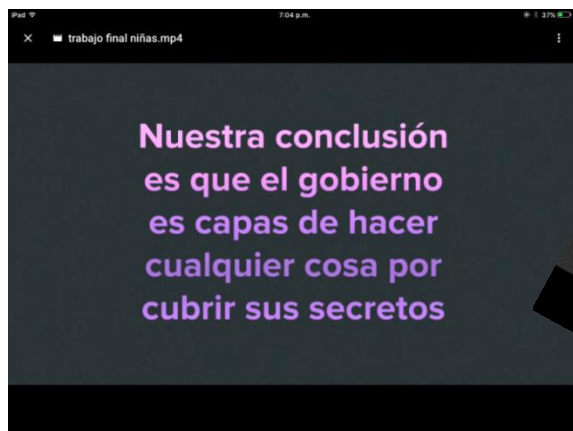 iPad 7:04 p.m. 37%
trabajo final niñas.mp4
Nuestra conclusión
es que el gobierno
es capas de hacer
cualquier cosa por
cubrir sus secretos